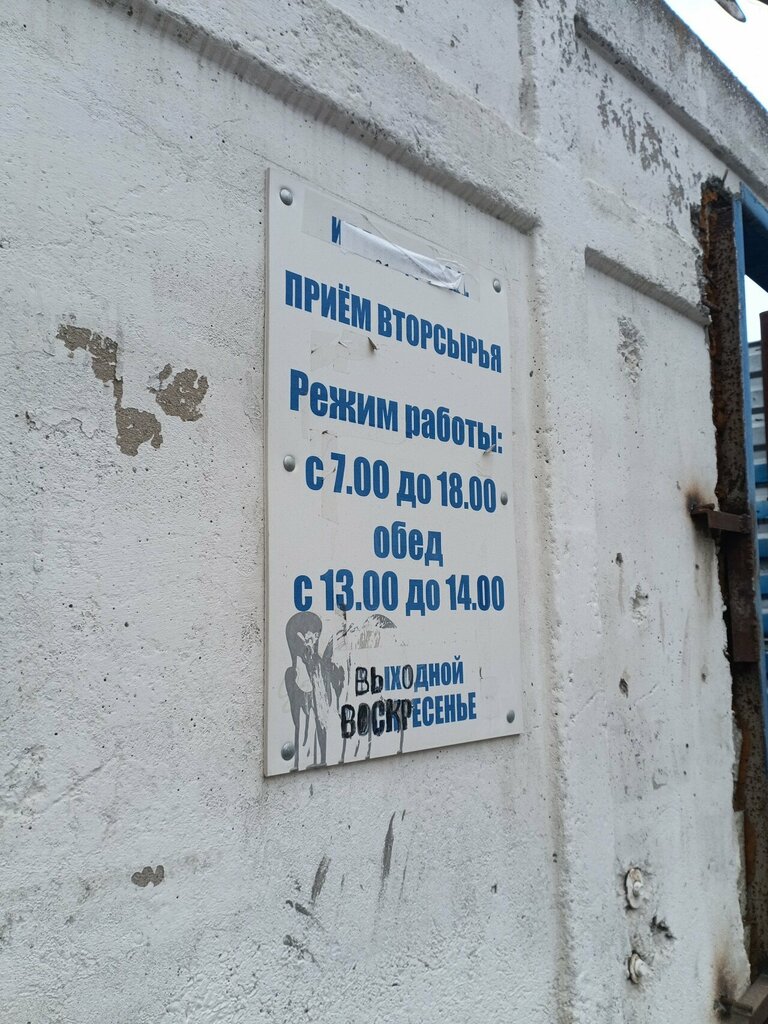 ПРИЁМ ВТОРСЫРЬЯ
Режим работы:
с 7.00 до 18.00
обед
с 13.00 до 14.00
ВЫХОДНОЙ
ВОСКРЕСЕНЬЕ